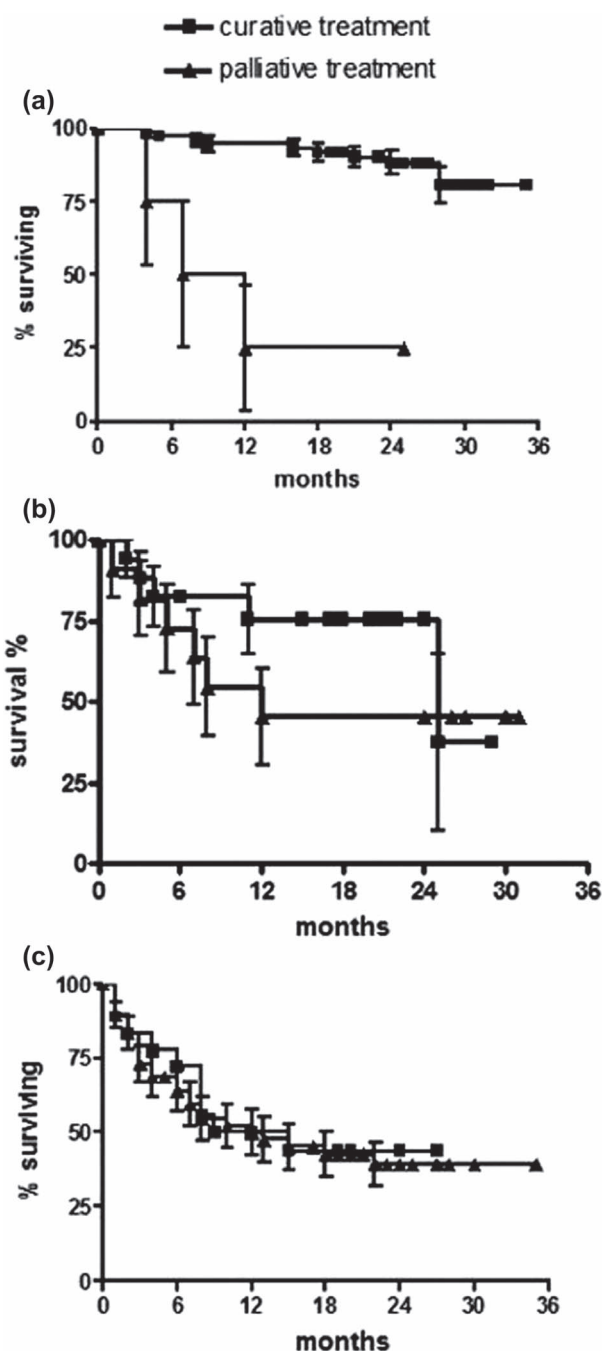 curative treatment
palliative treatment
(a)
100
75
50
25
0
% surviving
0 6 12 18 24 30 36
months
(b)
100
75
50
25
0
survival %
0 6 12 18 24 30 36
months
(c)
100
75
50
25
0
% surviving
0 6 12 18 24 30 36
months